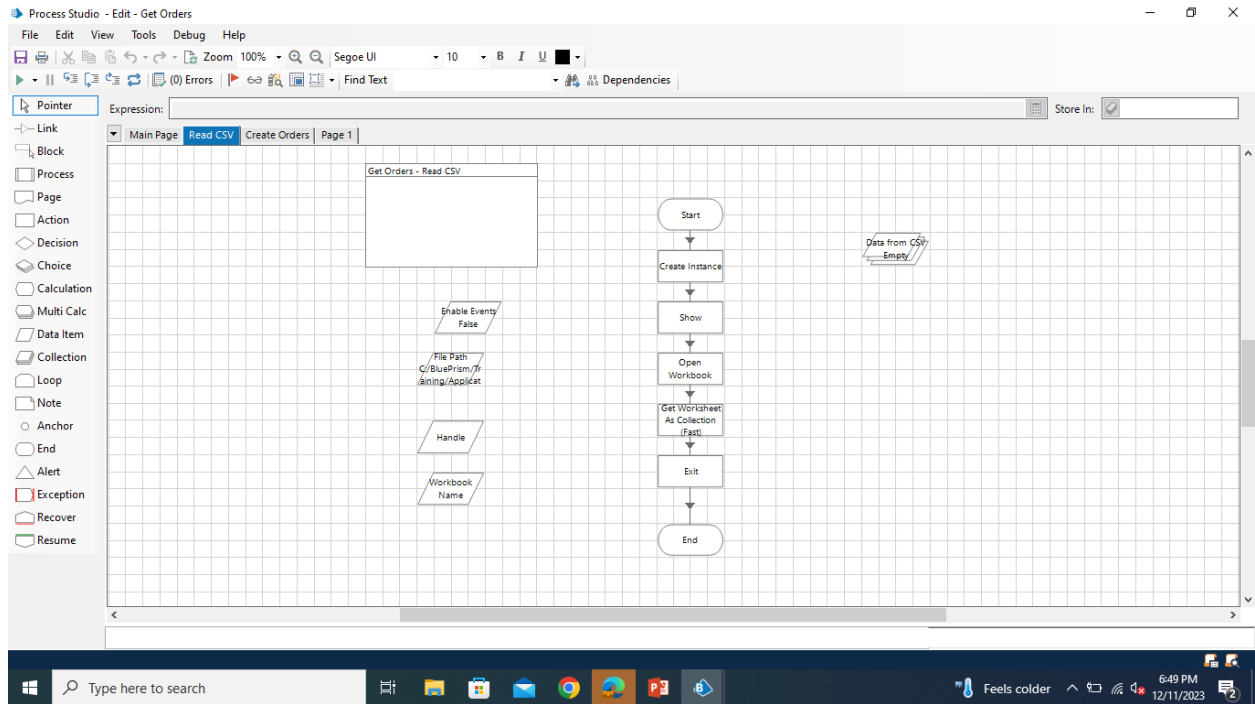 Process Studio - Edit - Get Orders
File Edit View Tools Debug Help
Zoom 100% Segoe UI 10 B I U
(0) Errors Find Text Dependencies
Pointer
Link
Block
Process
Page
Action
Decision
Choice
Calculation
Multi Calc
Data Item
Collection
Loop
Note
Anchor
End
Alert
Exception
Recover
Resume
Expression: Store In:
Main Page Read CSV Create Orders Page 1
Get Orders - Read CSV
Enable Events
False
File Path
C:/BluePrism/Tr
aining/Applicat
Handle
Workbook
Name
Start
Create Instance
Show
Open
Workbook
Get Worksheet
As Collection
(Fast)
Exit
End
Data from CSV
Empty
Type here to search
Feels colder
6:49 PM
12/11/2023
2